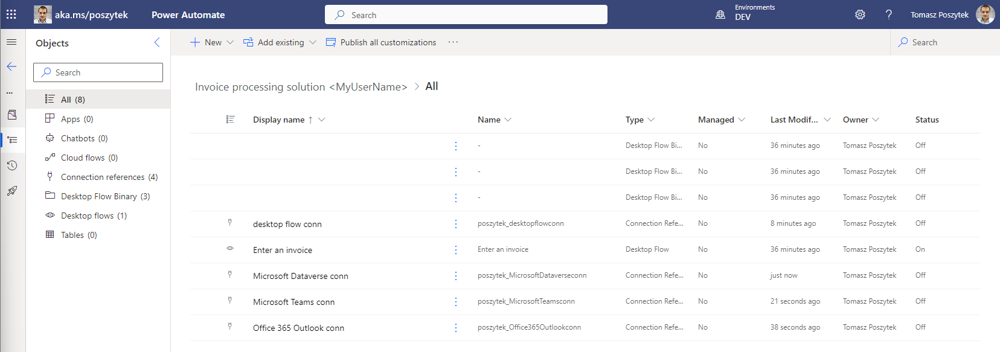 aka.ms/poszytek Power Automate Search Environments DEV ? Tomasz Poszytek
Objects
New Add existing Publish all customizations ··· Search
Search
...
Invoice processing solution <MyUserName> > All
All (8)
Apps (0)
Chatbots (0)
Cloud flows (0)
Connection references (4)
Desktop Flow Binary (3)
Desktop flows (1)
Tables (0)
Display name ↑ Name Type Managed Last Modif... Owner Status
- Desktop Flow Bi... No 36 minutes ago Tomasz Poszytek Off
- Desktop Flow Bi... No 36 minutes ago Tomasz Poszytek Off
- Desktop Flow Bi... No 36 minutes ago Tomasz Poszytek Off
desktop flow conn poszytek_desktopflowconn Connection Refe... No 8 minutes ago Tomasz Poszytek Off
Enter an invoice Enter an invoice Desktop Flow No 36 minutes ago Tomasz Poszytek On
Microsoft Dataverse conn poszytek_MicrosoftDataverseconn Connection Refe... No just now Tomasz Poszytek Off
Microsoft Teams conn poszytek_MicrosoftTeamsconn Connection Refe... No 21 seconds ago Tomasz Poszytek Off
Office 365 Outlook conn poszytek_Office365Outlookconn Connection Refe... No 38 seconds ago Tomasz Poszytek Off